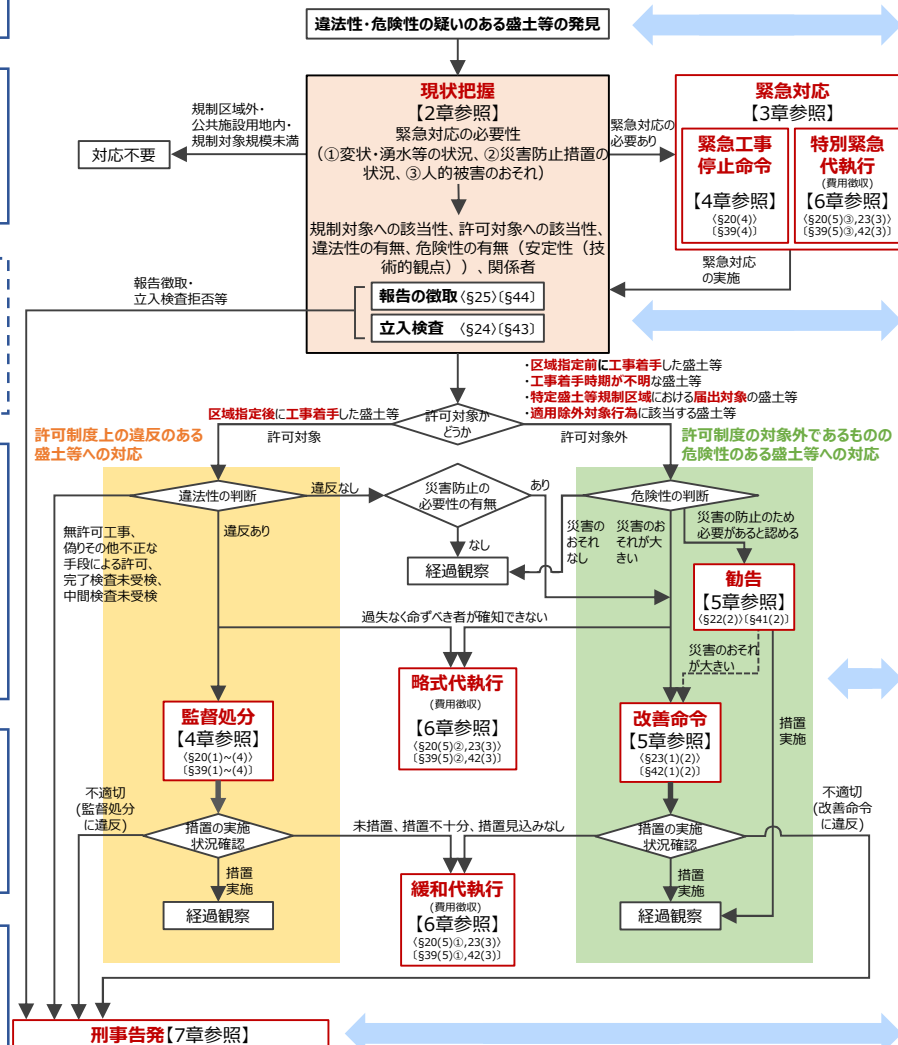 違法性・危険性の疑いのある盛土等の発見
現状把握
【2章参照】
緊急対応の必要性
（①変状・湧水等の状況、②災害防止措置の
状況、③人的被害のおそれ）
規制対象への該当性、許可対象への該当性、
違法性の有無、危険性の有無（安定性（技
術的観点））、関係者
報告の徴取〈§25〉〔§44〕
立入検査 〈§24〉〔§43〕
規制区域外・
公共施設用地内・
規制対象規模未満
対応不要
緊急対応の
必要あり
緊急対応
【3章参照】
緊急工事
停止命令
【4章参照】
〈§20(4)〉
〔§39(4)〕
特別緊急
代執行
(費用徴収)
【6章参照】
〈§20(5)③,23(3)〉
〔§39(5)③,42(3)〕
緊急対応
の実施
報告徴取・
立入検査拒否等
・区域指定前に工事着手した盛土等
・工事着手時期が不明な盛土等
・特定盛土等規制区域における届出対象の盛土等
・適用除外対象行為に該当する盛土等
区域指定後に工事着手した盛土等
許可対象か
どうか
許可対象
許可対象外
許可制度上の違反のある
盛土等への対応
許可制度の対象外であるものの
危険性のある盛土等への対応
違法性の判断
違反なし
災害防止の
必要性の有無
あり
危険性の判断
無許可工事、
偽りその他不正な
手段による許可、
完了検査未受検、
中間検査未受検
違反あり
なし
経過観察
災害の
おそれ
なし
災害のお
それが大
きい
災害の防止のため
必要があると認める
勧告
【5章参照】
〈§22(2)〉〔§41(2)〕
過失なく命ずべき者が確知できない
災害のおそれ
が大きい
略式代執行
(費用徴収)
【6章参照】
〈§20(5)②,23(3)〉
〔§39(5)②,42(3)〕
監督処分
【4章参照】
〈§20(1)~(4)〉
〔§39(1)~(4)〕
改善命令
【5章参照】
〈§23(1)(2)〉
〔§42(1)(2)〕
措置
実施
不適切
(監督処分
に違反)
措置の実施
状況確認
未措置、措置不十分、措置見込みなし
措置の実施
状況確認
不適切
(改善命令
に違反)
措置
実施
経過観察
緩和代執行
(費用徴収)
【6章参照】
〈§20(5)①,23(3)〉
〔§39(5)①,42(3)〕
措置
実施
経過観察
刑事告発【7章参照】